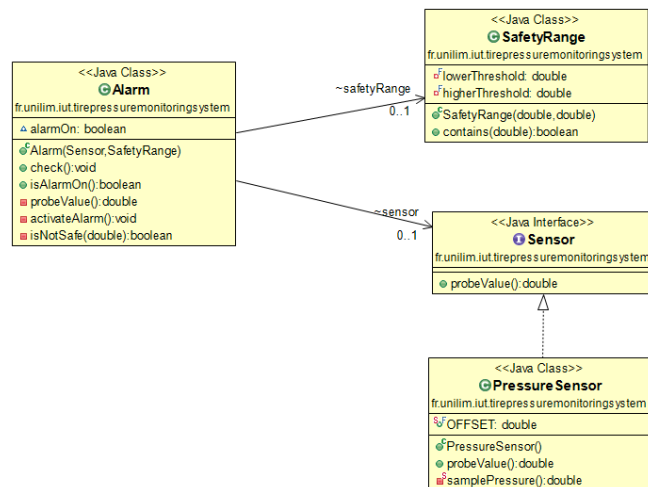 <<Java Class>>
Alarm
fr.unilim.iut.tirepressuremonitoringsystem
alarmOn: boolean
Alarm(Sensor,SafetyRange)
check():void
isAlarmOn():boolean
probeValue():double
activateAlarm():void
isNotSafe(double):boolean
~safetyRange
0..1
<<Java Class>>
SafetyRange
fr.unilim.iut.tirepressuremonitoringsystem
lowerThreshold: double
higherThreshold: double
SafetyRange(double,double)
contains(double):boolean
~sensor
0..1
<<Java Interface>>
Sensor
fr.unilim.iut.tirepressuremonitoringsystem
probeValue():double
<<Java Class>>
PressureSensor
fr.unilim.iut.tirepressuremonitoringsystem
OFFSET: double
PressureSensor()
probeValue():double
samplePressure():double